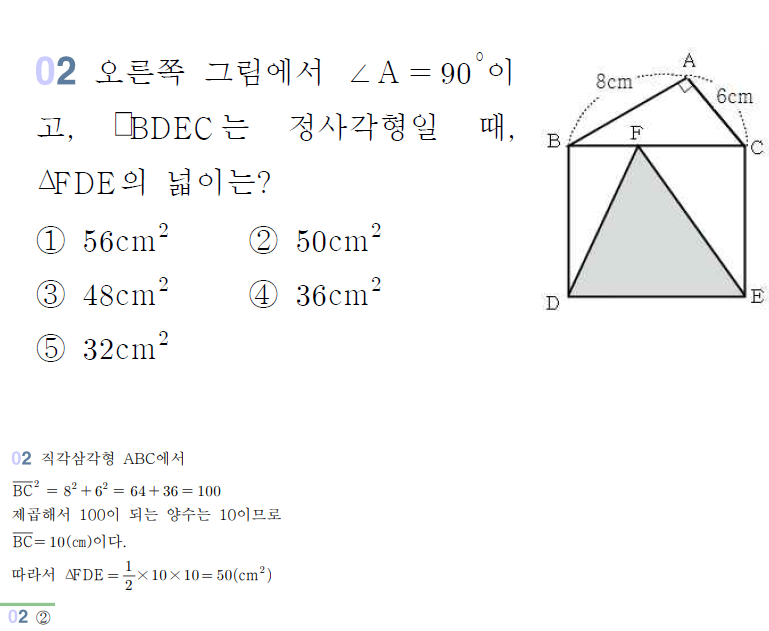 02 오른쪽 그림에서 ∠A=90°이
고, □BDEC는 정사각형일 때,
△FDE의 넓이는?
① 56cm² ② 50cm²
③ 48cm² ④ 36cm²
⑤ 32cm²
A
8cm
6cm
B
F
C
D
E
02 직각삼각형 ABC에서
B̅C̅² = 8²+6² = 64+36 = 100
제곱해서 100이 되는 양수는 10이므로
B̅C̅ = 10(㎝)이다.
따라서 △FDE = 1/2 ×10×10 = 50(cm²)
02 ②